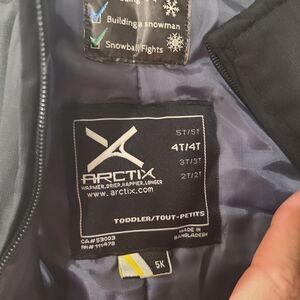 Building a snowman
Snowball Fights
5T/5T
4T/4T
3T/3T
2T/2T
ARCTIX
WARMER.DRIER.HAPPIER.LONGER
www.arctix.com
TODDLER/TOUT-PETITS
CA#53003
RN#111478
MADE IN
BANGLADESH
5K